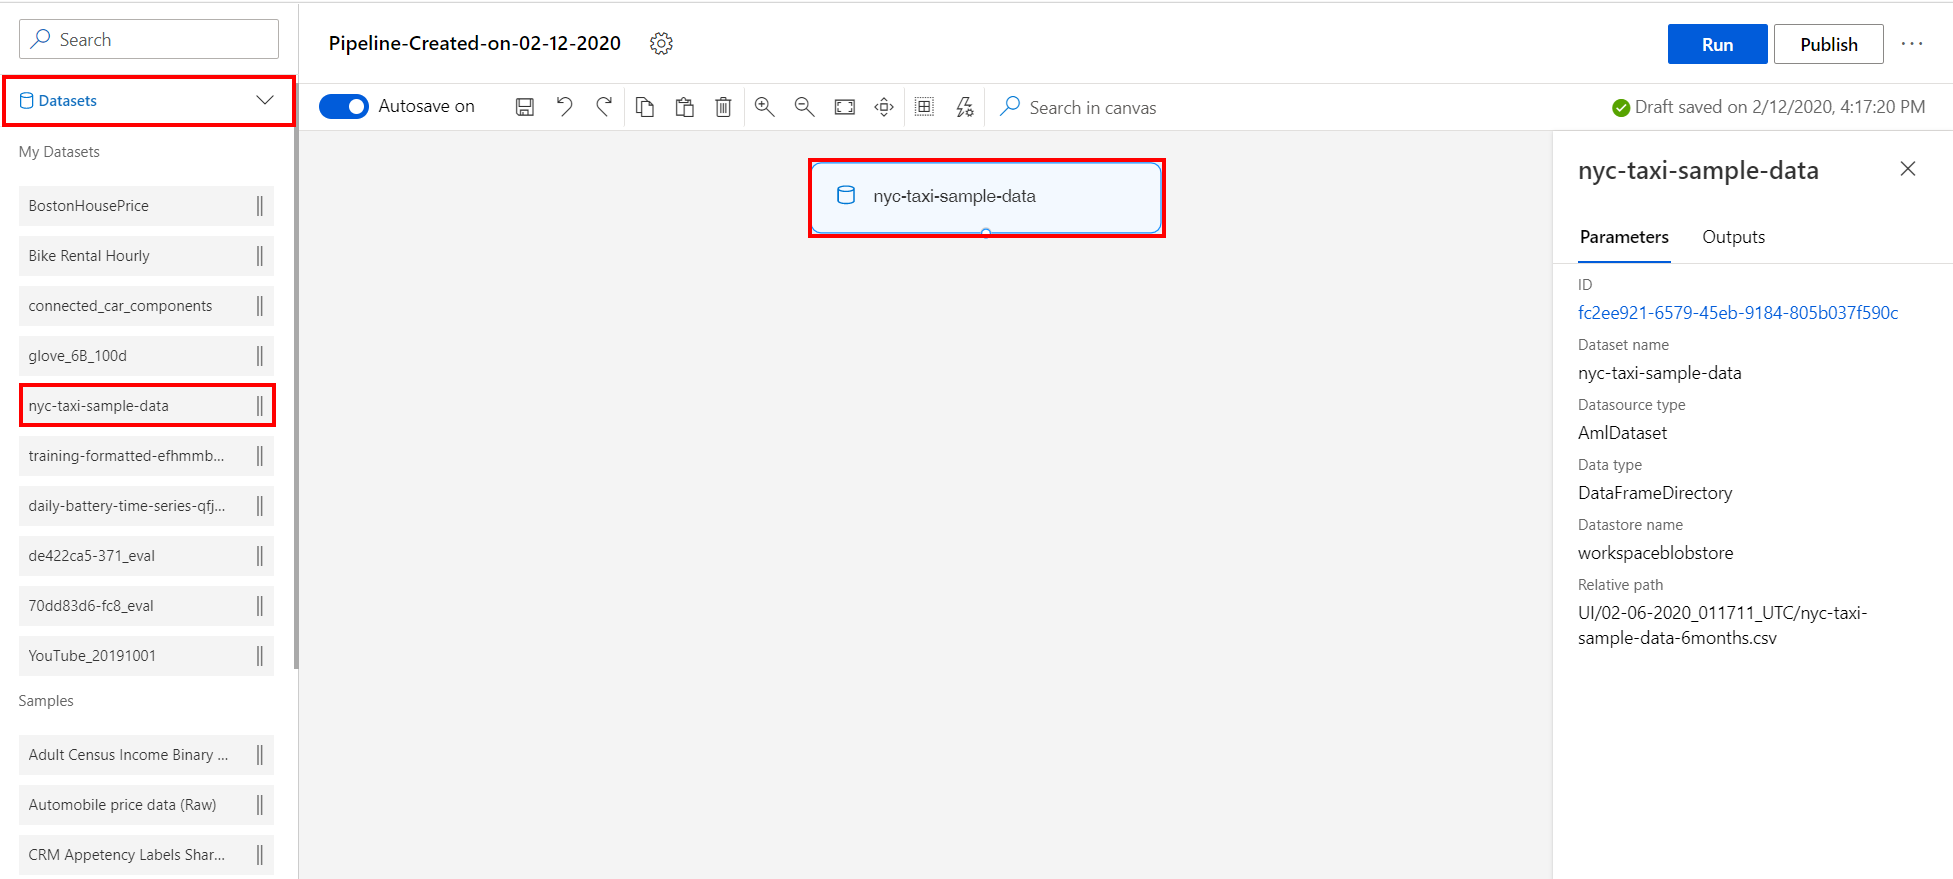 Search
Datasets
My Datasets
BostonHousePrice
Bike Rental Hourly
connected_car_components
glove_6B_100d
nyc-taxi-sample-data
training-formatted-efhmmb...
daily-battery-time-series-qfj...
de422ca5-371_eval
70dd83d6-fc8_eval
YouTube_20191001
Samples
Adult Census Income Binary ...
Automobile price data (Raw)
CRM Appetency Labels Shar...
Pipeline-Created-on-02-12-2020
Run
Publish
Autosave on
Search in canvas
Draft saved on 2/12/2020, 4:17:20 PM
nyc-taxi-sample-data
nyc-taxi-sample-data
Parameters Outputs
ID
fc2ee921-6579-45eb-9184-805b037f590c
Dataset name
nyc-taxi-sample-data
Datasource type
AmlDataset
Data type
DataFrameDirectory
Datastore name
workspaceblobstore
Relative path
UI/02-06-2020_011711_UTC/nyc-taxi-
sample-data-6months.csv